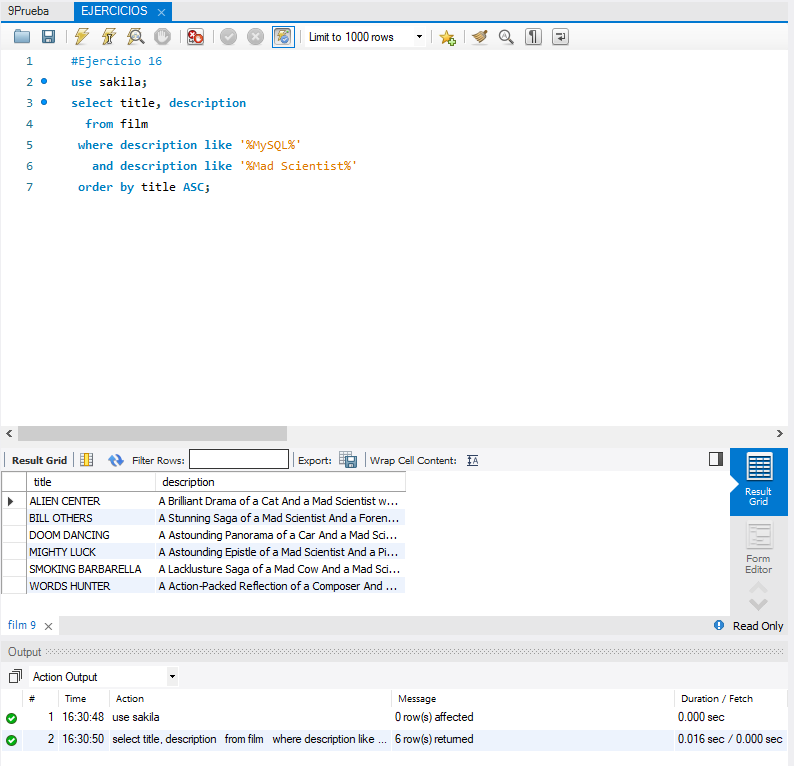 9Prueba EJERCICIOS ×
Limit to 1000 rows
1 #Ejercicio 16
2 use sakila;
3 select title, description
4 from film
5 where description like '%MySQL%'
6 and description like '%Mad Scientist%'
7 order by title ASC;
Result Grid Filter Rows: Export: Wrap Cell Content: IA
title description
ALIEN CENTER A Brilliant Drama of a Cat And a Mad Scientist w...
BILL OTHERS A Stunning Saga of a Mad Scientist And a Foren...
DOOM DANCING A Astounding Panorama of a Car And a Mad Sci...
MIGHTY LUCK A Astounding Epistle of a Mad Scientist And a Pi...
SMOKING BARBARELLA A Lacklusture Saga of a Mad Cow And a Mad Sci...
WORDS HUNTER A Action-Packed Reflection of a Composer And ...
Result
Grid
Form
Editor
film 9 × Read Only
Output
Action Output
# Time Action Message Duration / Fetch
1 16:30:48 use sakila 0 row(s) affected 0.000 sec
2 16:30:50 select title, description from film where description like ... 6 row(s) returned 0.016 sec / 0.000 sec